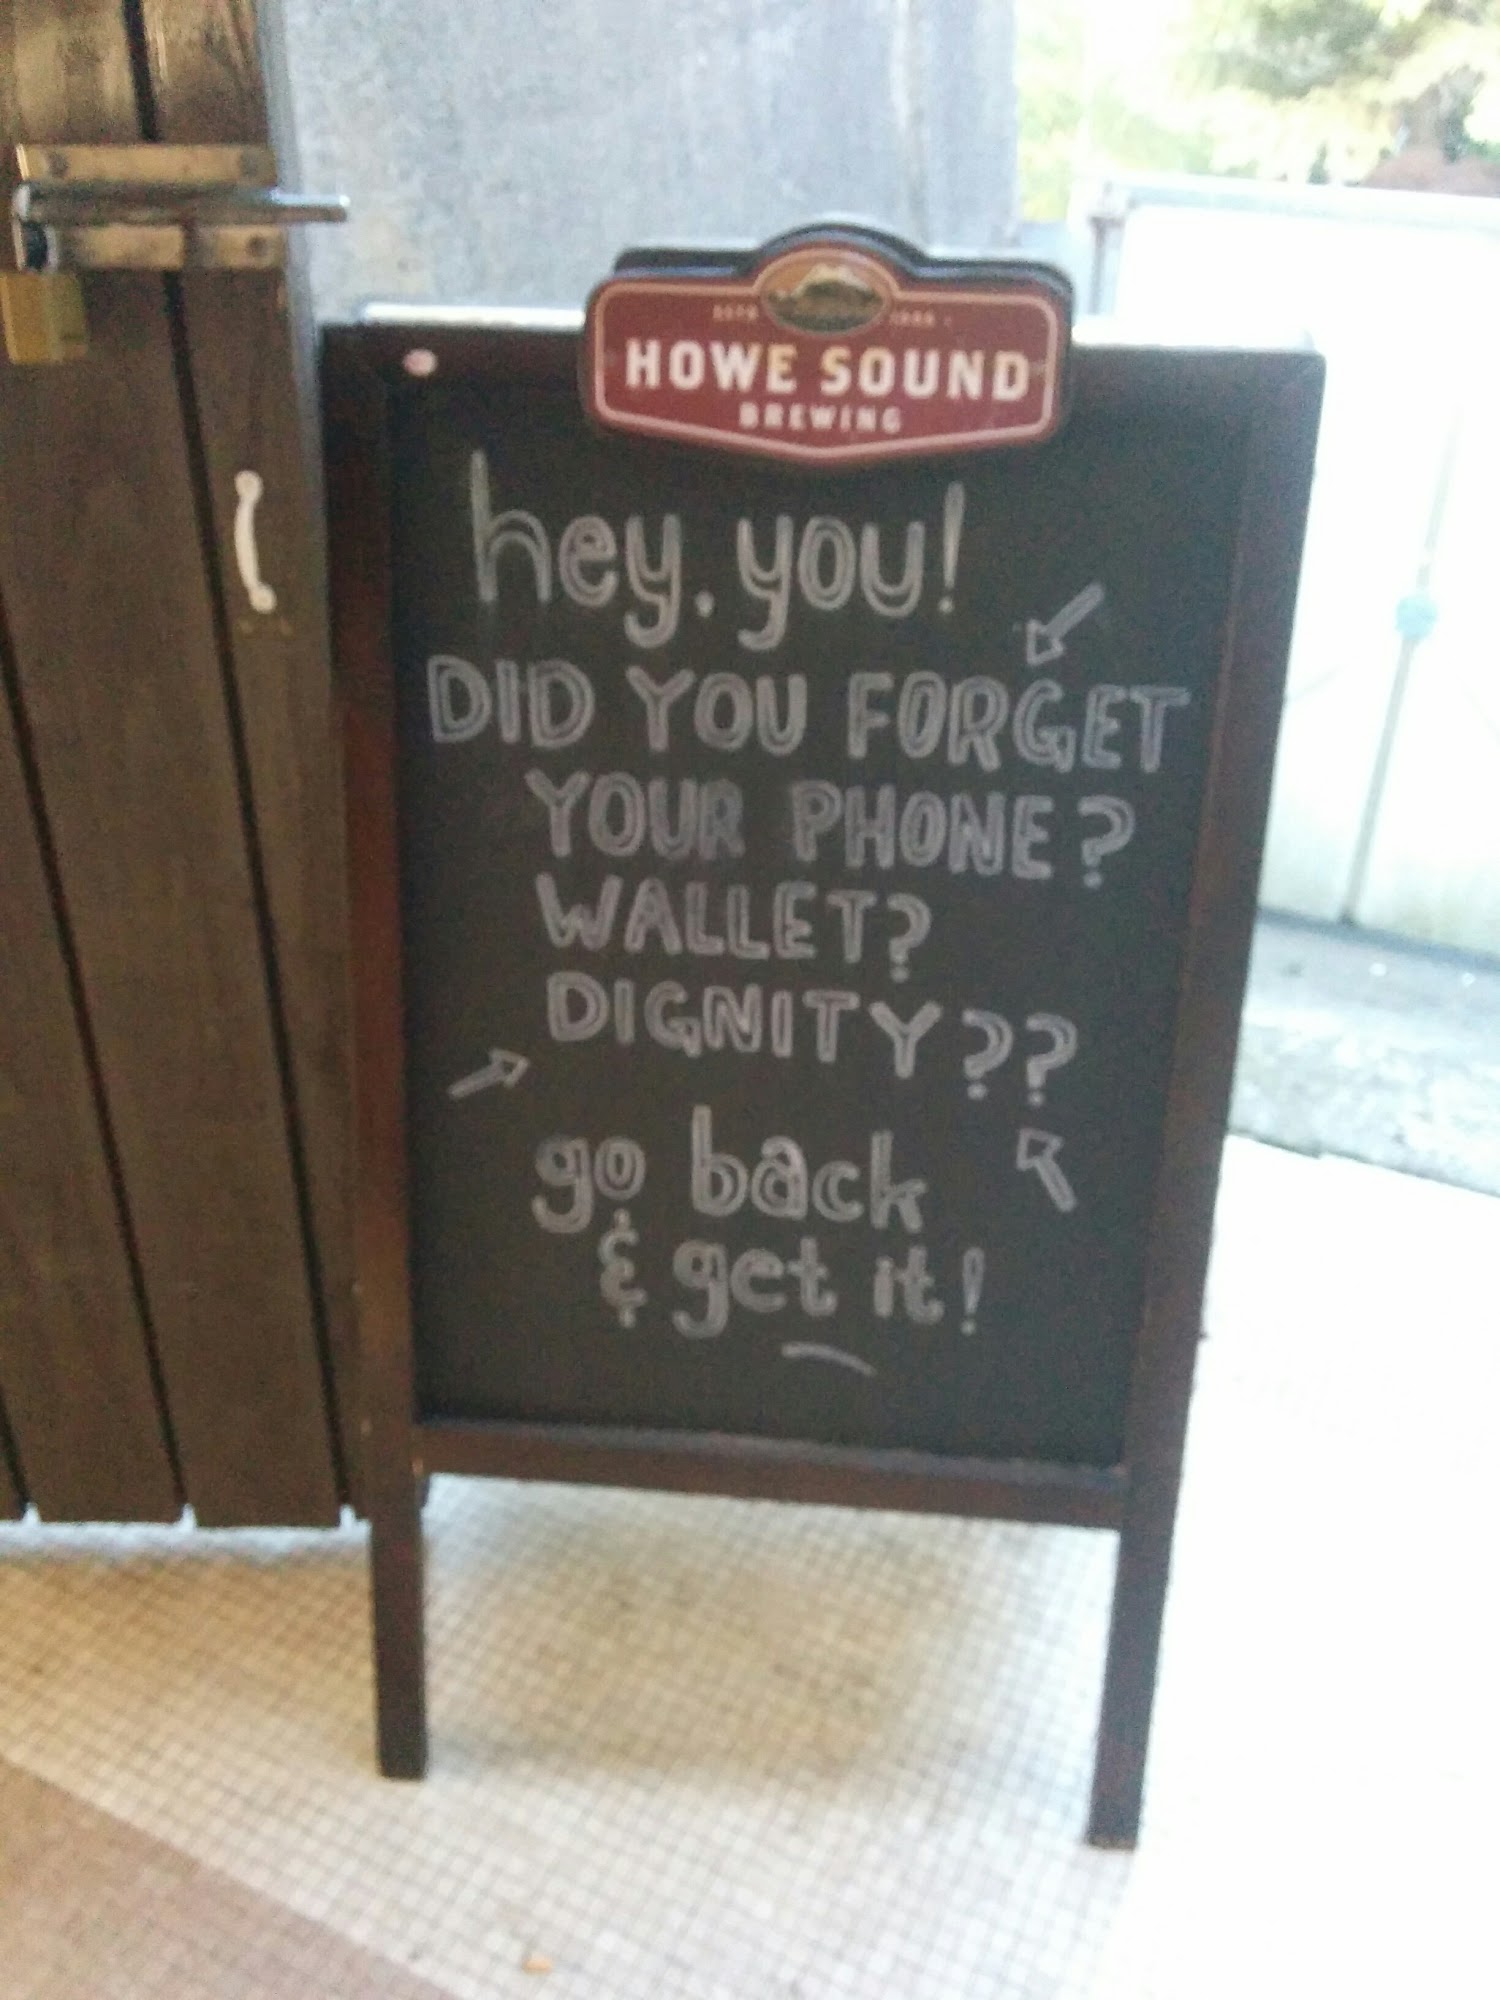 HOWE SOUND
BREWING
hey, you!
DID YOU FORGET
YOUR PHONE?
WALLET?
DIGNITY??
go back
& get it!